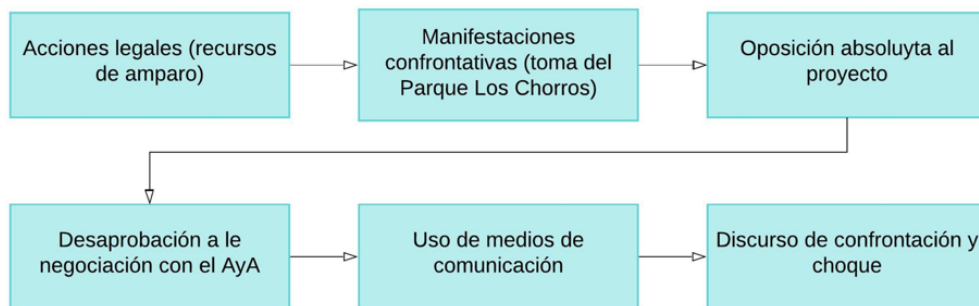 Acciones legales (recursos
de amparo)
Manifestaciones
confrontativas (toma del
Parque Los Chorros)
Oposición absoluyta al
proyecto
Desaprobación a le
negociación con el AyA
Uso de medios de
comunicación
Discurso de confrontación y
choque